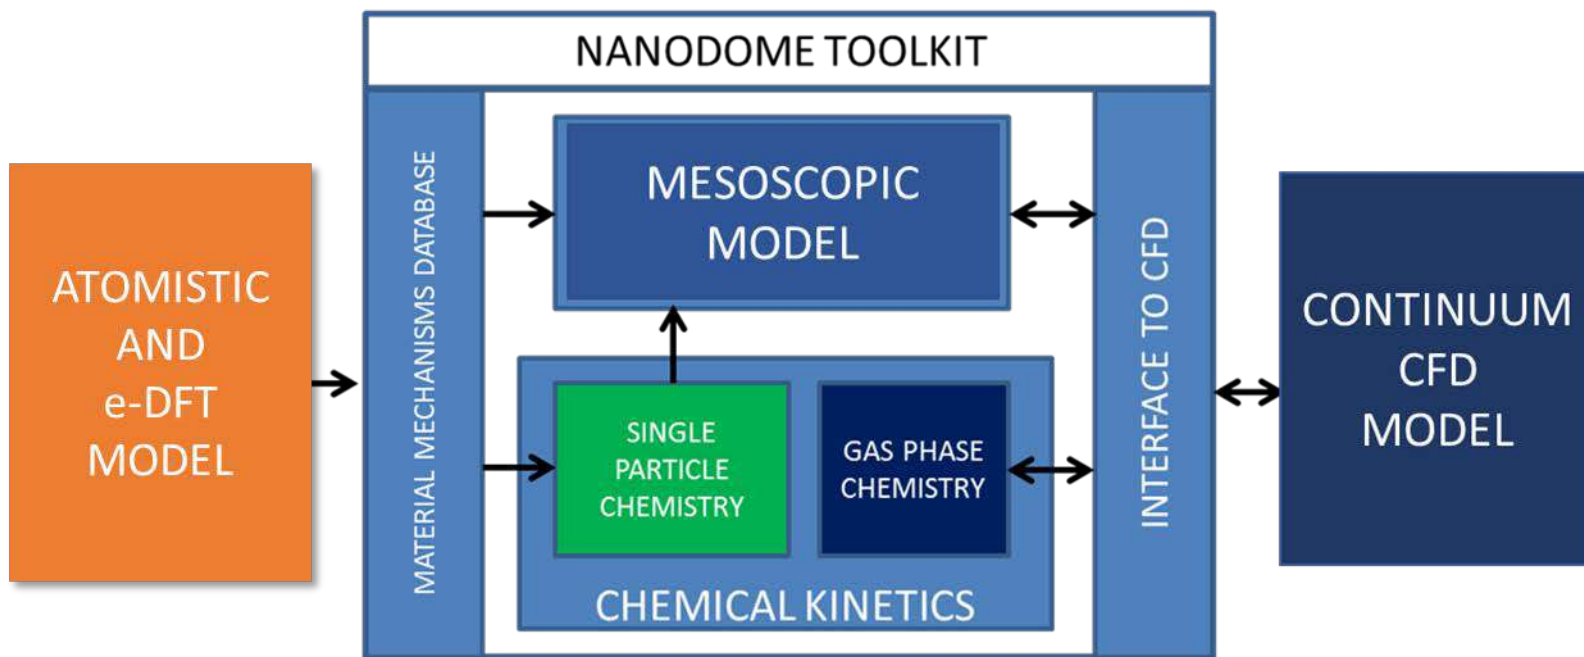 NANODOME TOOLKIT
ATOMISTIC
AND
e-DFT
MODEL
MATERIAL MECHANISMS DATABASE
MESOSCOPIC
MODEL
SINGLE
PARTICLE
CHEMISTRY
GAS PHASE
CHEMISTRY
CHEMICAL KINETICS
INTERFACE TO CFD
CONTINUUM
CFD
MODEL